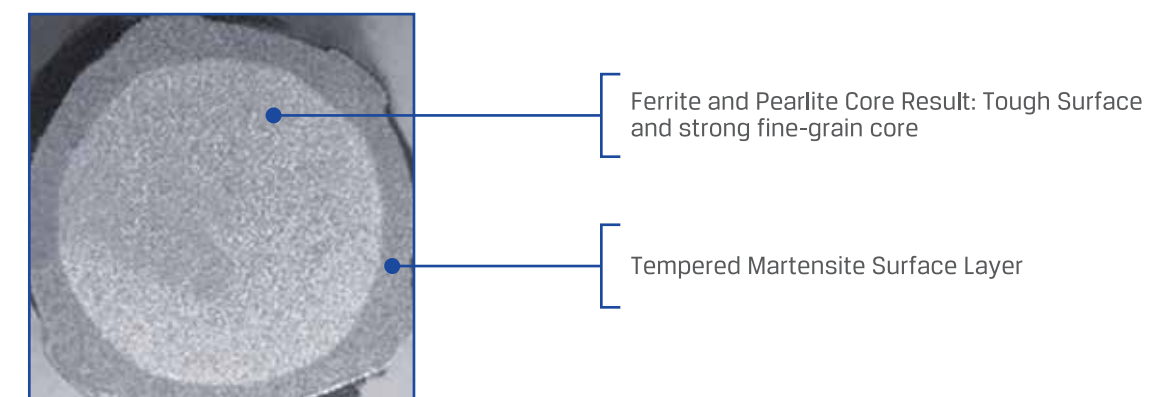 Ferrite and Pearlite Core Result: Tough Surface
and strong fine-grain core
Tempered Martensite Surface Layer